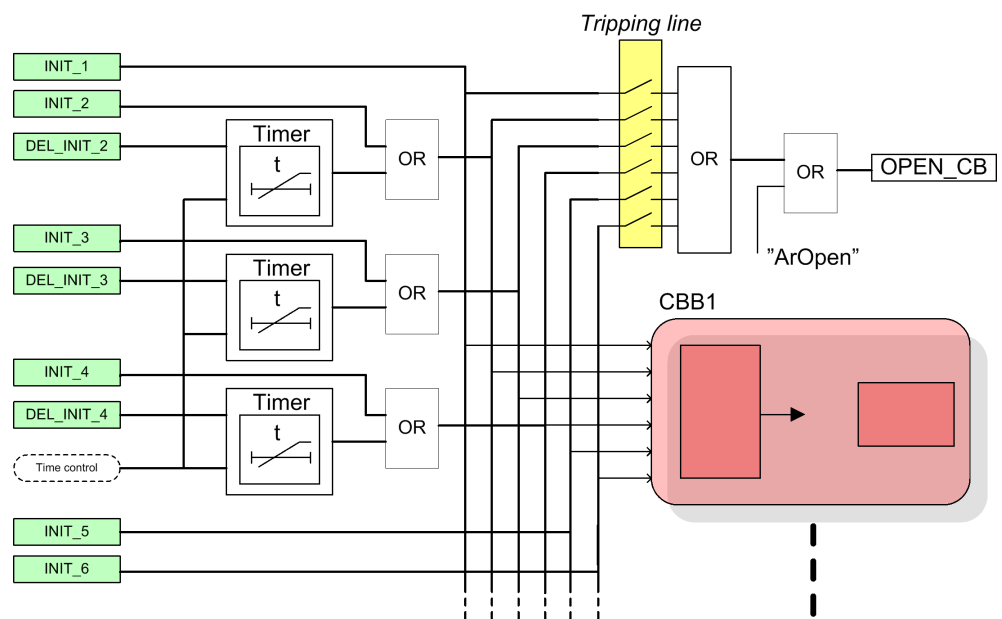 Tripping line
INIT_1
INIT_2
DEL_INIT_2
Timer
t
OR
OR
OR
OPEN_CB
"ArOpen"
INIT_3
DEL_INIT_3
Timer
t
OR
CBB1
INIT_4
DEL_INIT_4
Timer
t
OR
Time control
INIT_5
INIT_6